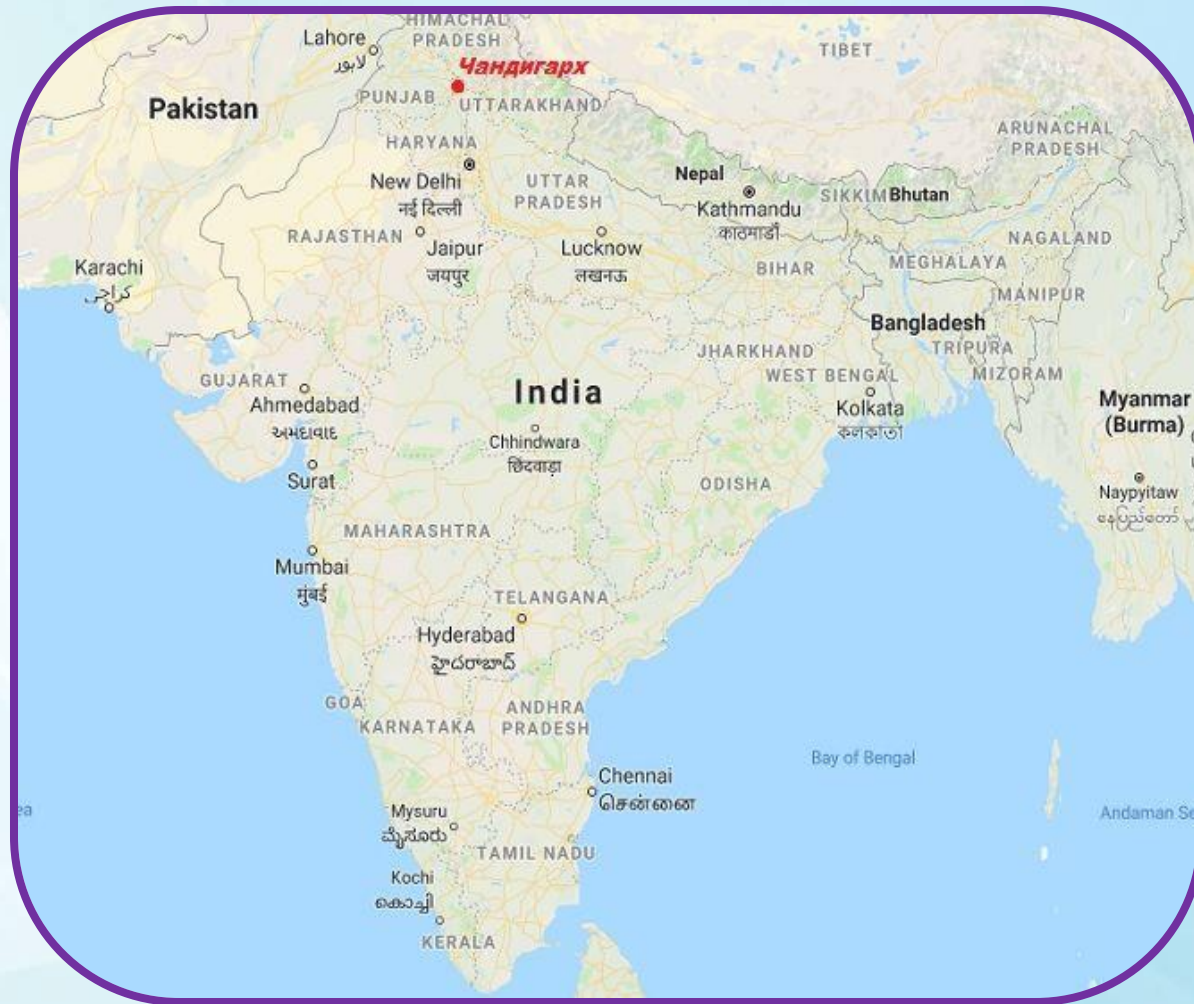 HIMACHAL
PRADESH
Lahore
لاہور
TIBET
Чандигарх
Pakistan
PUNJAB
UTTARAKHAND
ARUNACHAL
PRADESH
HARYANA
New Delhi
नई दिल्ली
UTTAR
PRADESH
Nepal
Kathmandu
काठमाडौं
SIKKIM
Bhutan
RAJASTHAN
Jaipur
जयपुर
Lucknow
लखनऊ
NAGALAND
MEGHALAYA
BIHAR
Karachi
کراچی
MANIPUR
Bangladesh
TRIPURA
JHARKHAND
WEST BENGAL
MIZORAM
GUJARAT
Ahmedabad
અમદાવાદ
India
Kolkata
কলকাতা
Myanmar
(Burma)
Chhindwara
छिंदवाड़ा
Surat
ODISHA
Naypyitaw
နေပြည်တော်
MAHARASHTRA
Mumbai
मुंबई
TELANGANA
Hyderabad
హైదరాబాద్
GOA
KARNATAKA
ANDHRA
PRADESH
Bay of Bengal
Chennai
சென்னை
Andaman Se
ea
Mysuru
ಮೈಸೂರು
TAMIL NADU
Kochi
കൊച്ചി
KERALA